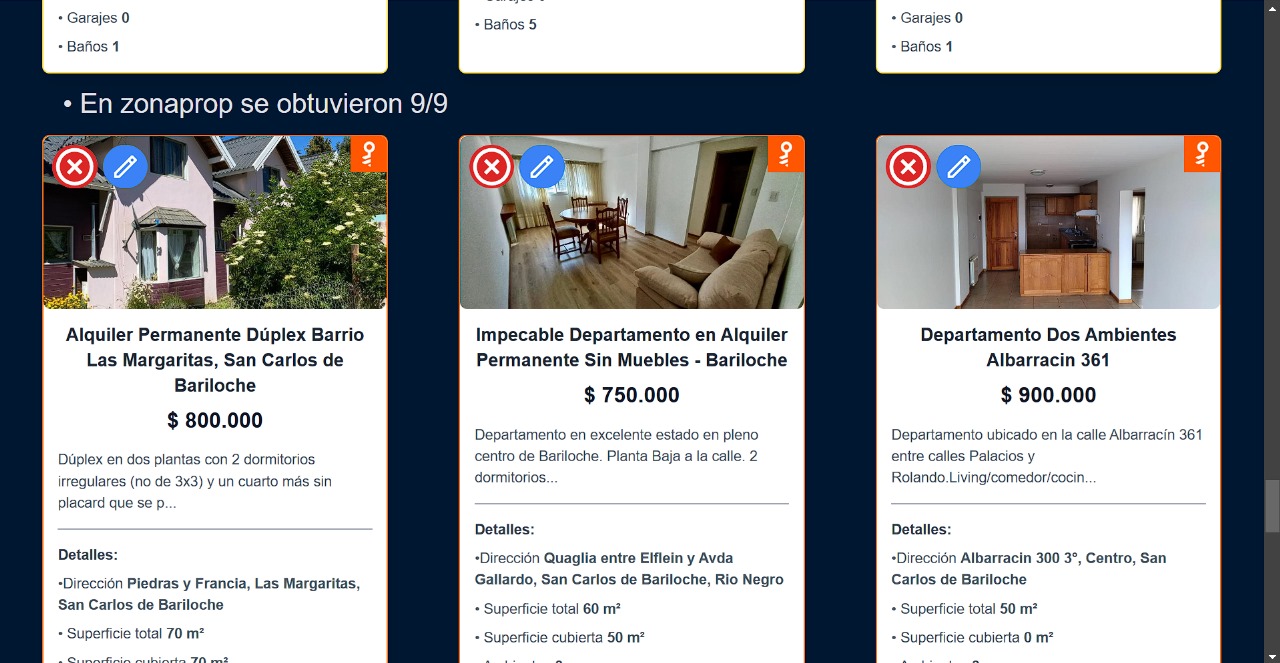 • Garajes 0
• Baños 1
• Baños 5
• Garajes 0
• Baños 1
• En zonaprop se obtuvieron 9/9
Alquiler Permanente Dúplex Barrio
Las Margaritas, San Carlos de
Bariloche
$ 800.000
Dúplex en dos plantas con 2 dormitorios
irregulares (no de 3x3) y un cuarto más sin
placard que se p...
Detalles:
•Dirección Piedras y Francia, Las Margaritas,
San Carlos de Bariloche
• Superficie total 70 m²
• Superficie cubierta 70 m²
Impecable Departamento en Alquiler
Permanente Sin Muebles - Bariloche
$ 750.000
Departamento en excelente estado en pleno
centro de Bariloche. Planta Baja a la calle. 2
dormitorios...
Detalles:
•Dirección Quaglia entre Elflein y Avda
Gallardo, San Carlos de Bariloche, Rio Negro
• Superficie total 60 m²
• Superficie cubierta 50 m²
Departamento Dos Ambientes
Albarracin 361
$ 900.000
Departamento ubicado en la calle Albarracín 361
entre calles Palacios y
Rolando.Living/comedor/cocin...
Detalles:
•Dirección Albarracin 300 3°, Centro, San
Carlos de Bariloche
• Superficie total 50 m²
• Superficie cubierta 0 m²